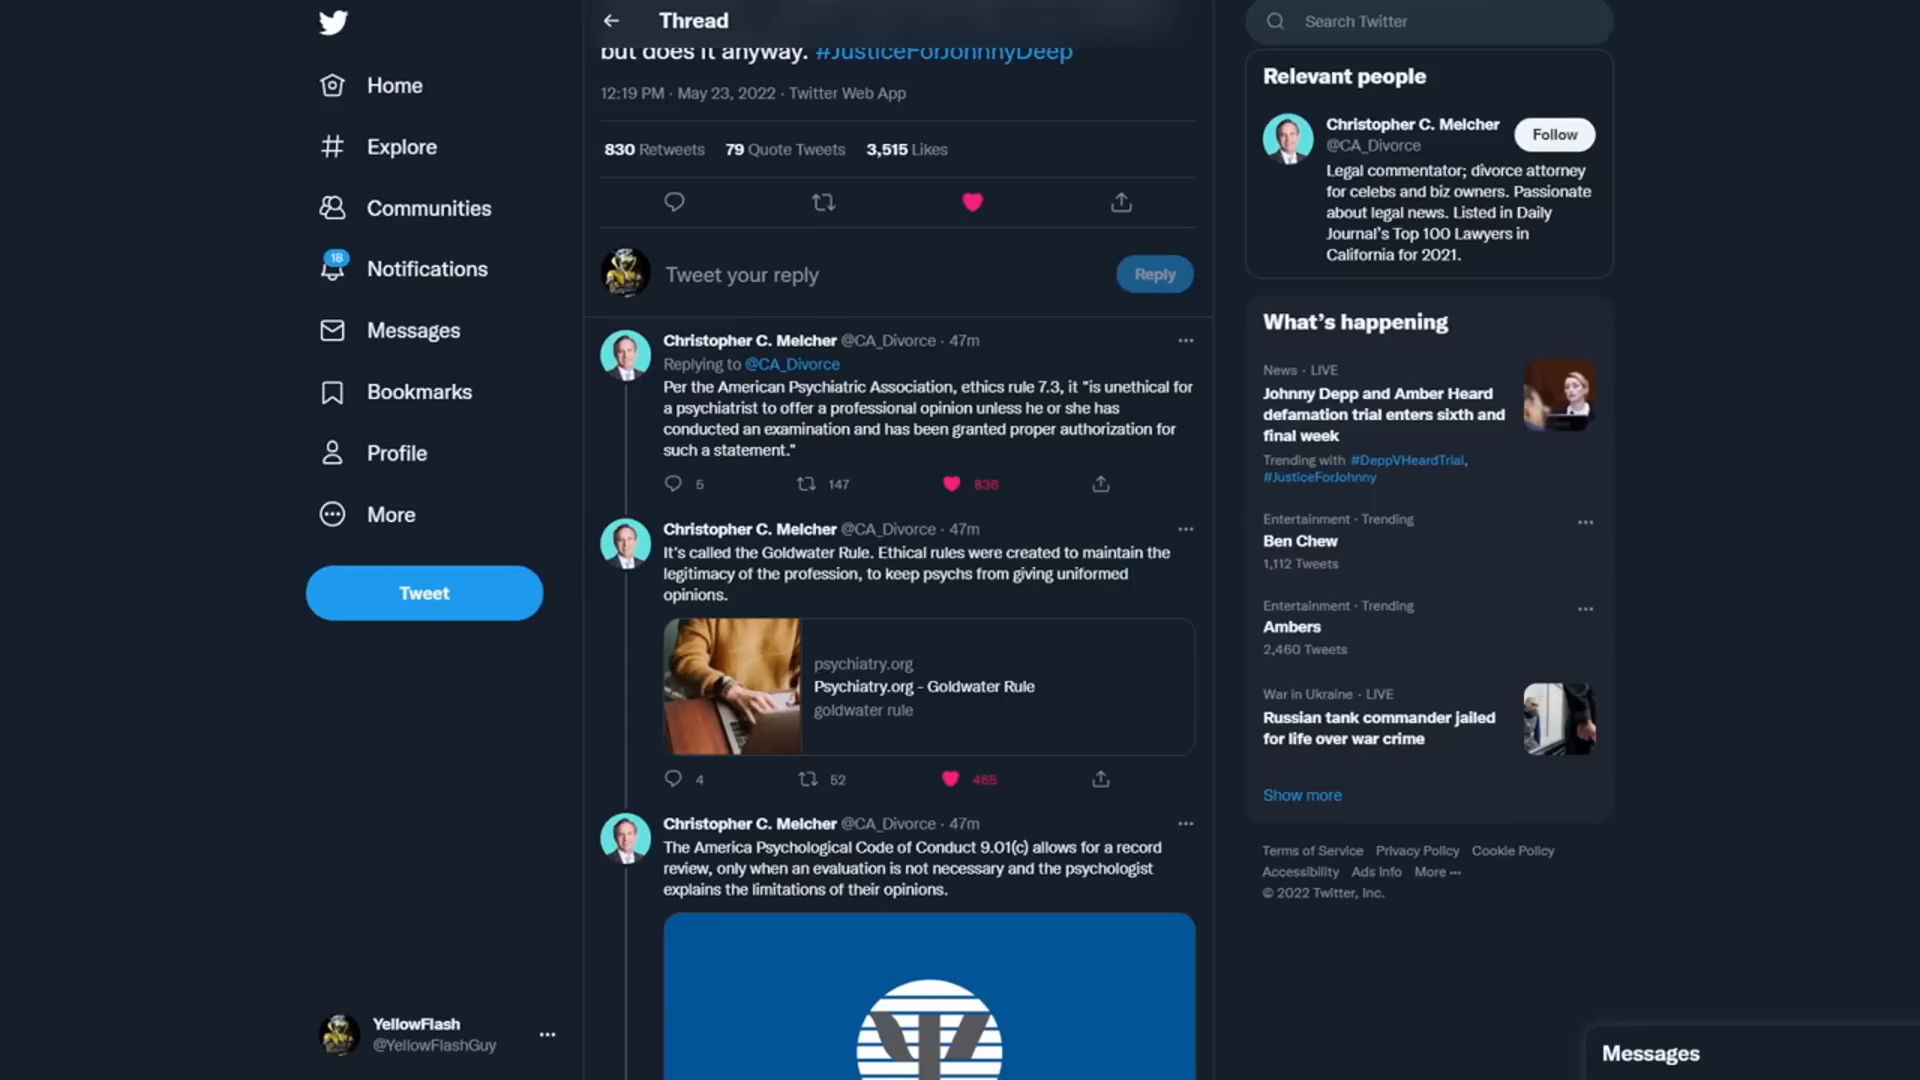 Home
Explore
Communities
18
Notifications
Messages
Bookmarks
Profile
More
Tweet
YellowFlash
@YellowFlashGuy
Thread
but does it anyway. #JusticeForJohnnyDeep
12:19 PM · May 23, 2022 · Twitter Web App
830 Retweets 79 Quote Tweets 3,515 Likes
Tweet your reply
Reply
Christopher C. Melcher @CA_Divorce · 47m
Replying to @CA_Divorce
Per the American Psychiatric Association, ethics rule 7.3, it "is unethical for
a psychiatrist to offer a professional opinion unless he or she has
conducted an examination and has been granted proper authorization for
such a statement."
5 147 836
Christopher C. Melcher @CA_Divorce · 47m
It's called the Goldwater Rule. Ethical rules were created to maintain the
legitimacy of the profession, to keep psychs from giving uniformed
opinions.
psychiatry.org
Psychiatry.org - Goldwater Rule
goldwater rule
4 52 465
Christopher C. Melcher @CA_Divorce · 47m
The America Psychological Code of Conduct 9.01(c) allows for a record
review, only when an evaluation is not necessary and the psychologist
explains the limitations of their opinions.
Search Twitter
Relevant people
Christopher C. Melcher
@CA_Divorce
Follow
Legal commentator; divorce attorney
for celebs and biz owners. Passionate
about legal news. Listed in Daily
Journal's Top 100 Lawyers in
California for 2021.
What's happening
News · LIVE
Johnny Depp and Amber Heard
defamation trial enters sixth and
final week
Trending with #DeppVHeardTrial,
#JusticeForJohnny
Entertainment · Trending
Ben Chew
1,112 Tweets
Entertainment · Trending
Ambers
2,460 Tweets
War in Ukraine · LIVE
Russian tank commander jailed
for life over war crime
Show more
Terms of Service Privacy Policy Cookie Policy
Accessibility Ads Info More ···
© 2022 Twitter, Inc.
Messages